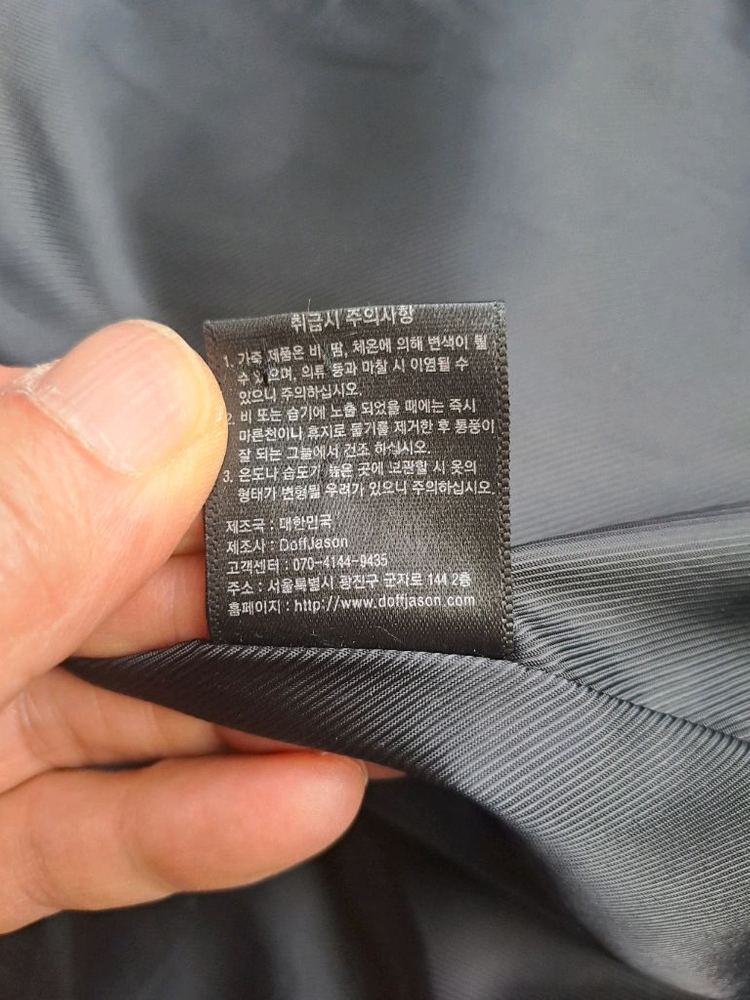 취급시 주의사항
1. 가죽 제품은 비, 땀, 체온에 의해 변색이 될
수 있으며, 의류 등과 마찰 시 이염될 수
있으니 주의하십시오.
2. 비 또는 습기에 노출 되었을 때에는 즉시
마른천이나 휴지로 물기를 제거한 후 통풍이
잘 되는 그늘에서 건조 하십시오.
3. 온도나 습도가 높은 곳에 보관할 시 옷의
형태가 변형될 우려가 있으니 주의하십시오.
제조국 : 대한민국
제조사 : DoffJason
고객센터 : 070-4144-9435
주소 : 서울특별시 광진구 군자로 144 2층
홈페이지 : http://www.doffjason.com